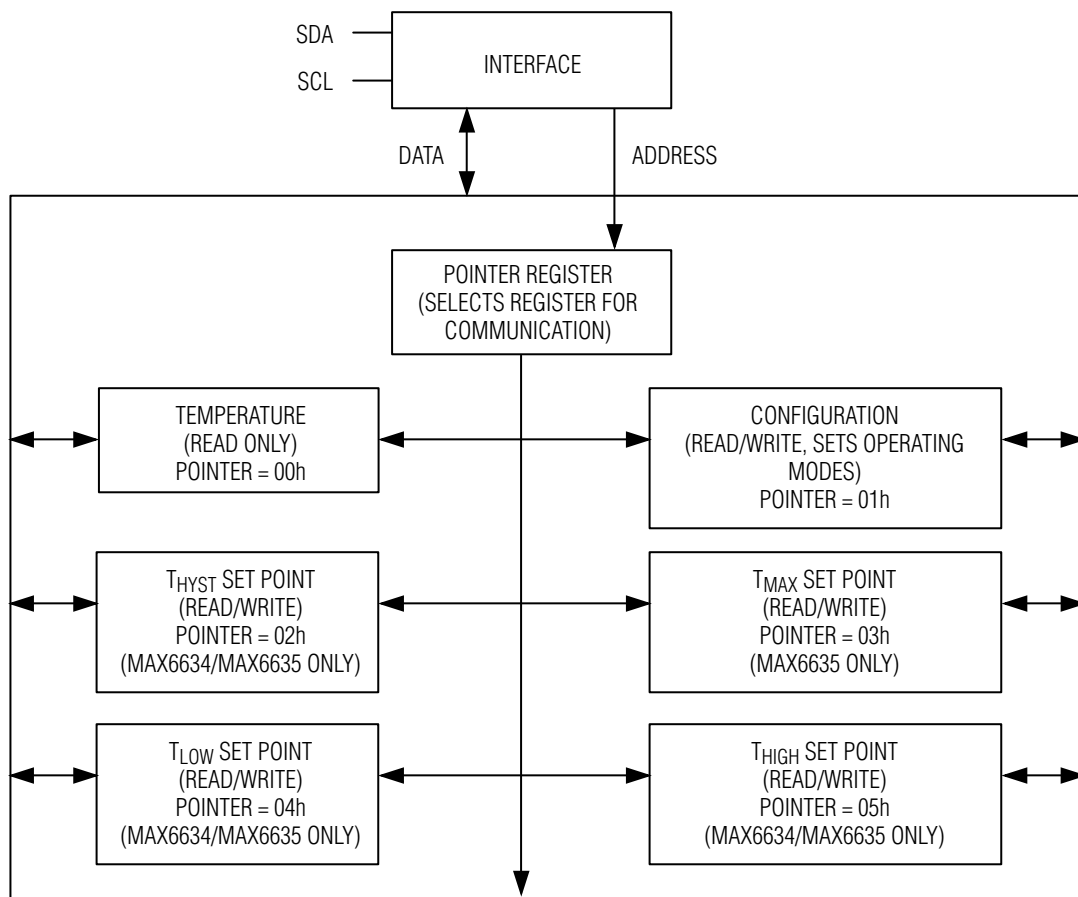 SDA
SCL
INTERFACE
DATA
ADDRESS
POINTER REGISTER
(SELECTS REGISTER FOR
COMMUNICATION)
TEMPERATURE
(READ ONLY)
POINTER = 00h
CONFIGURATION
(READ/WRITE, SETS OPERATING
MODES)
POINTER = 01h
THYST SET POINT
(READ/WRITE)
POINTER = 02h
(MAX6634/MAX6635 ONLY)
TMAX SET POINT
(READ/WRITE)
POINTER = 03h
(MAX6635 ONLY)
TLOW SET POINT
(READ/WRITE)
POINTER = 04h
(MAX6634/MAX6635 ONLY)
THIGH SET POINT
(READ/WRITE)
POINTER = 05h
(MAX6634/MAX6635 ONLY)